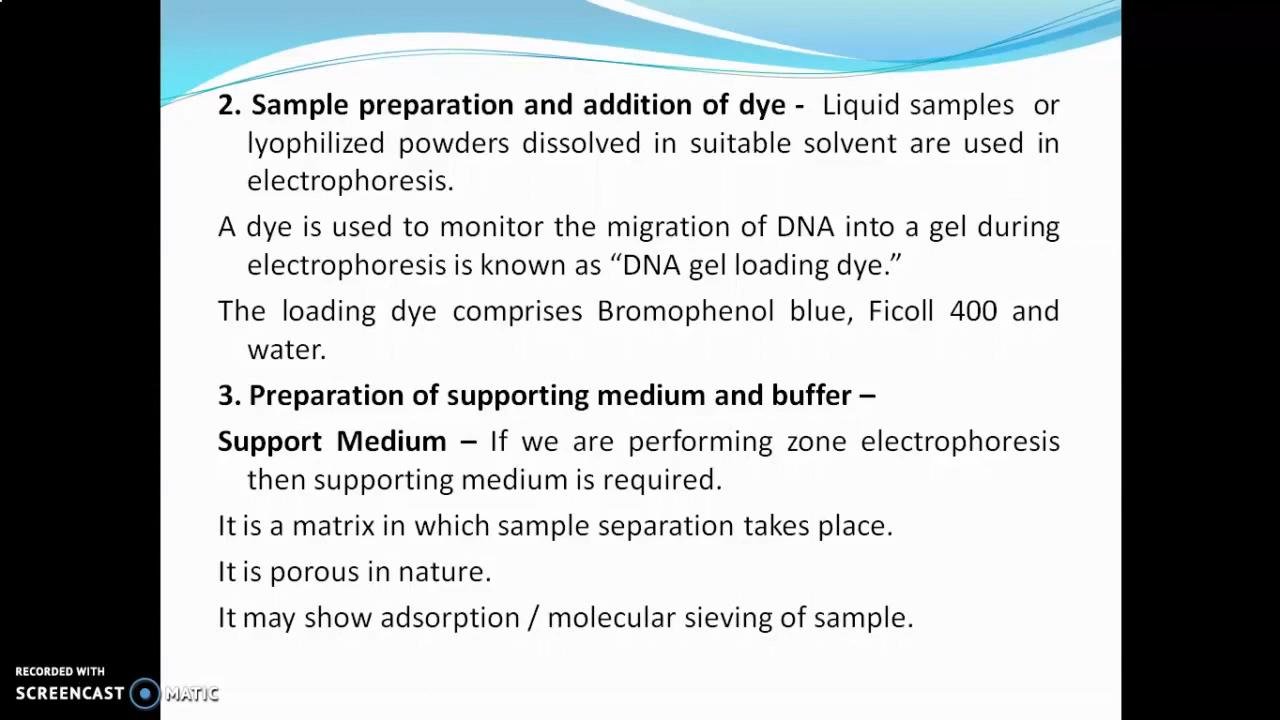 2. Sample preparation and addition of dye - Liquid samples or
lyophilized powders dissolved in suitable solvent are used in
electrophoresis.
A dye is used to monitor the migration of DNA into a gel during
electrophoresis is known as “DNA gel loading dye.”
The loading dye comprises Bromophenol blue, Ficoll 400 and
water.
3. Preparation of supporting medium and buffer –
Support Medium – If we are performing zone electrophoresis
then supporting medium is required.
It is a matrix in which sample separation takes place.
It is porous in nature.
It may show adsorption / molecular sieving of sample.
RECORDED WITH
SCREENCAST MATIC